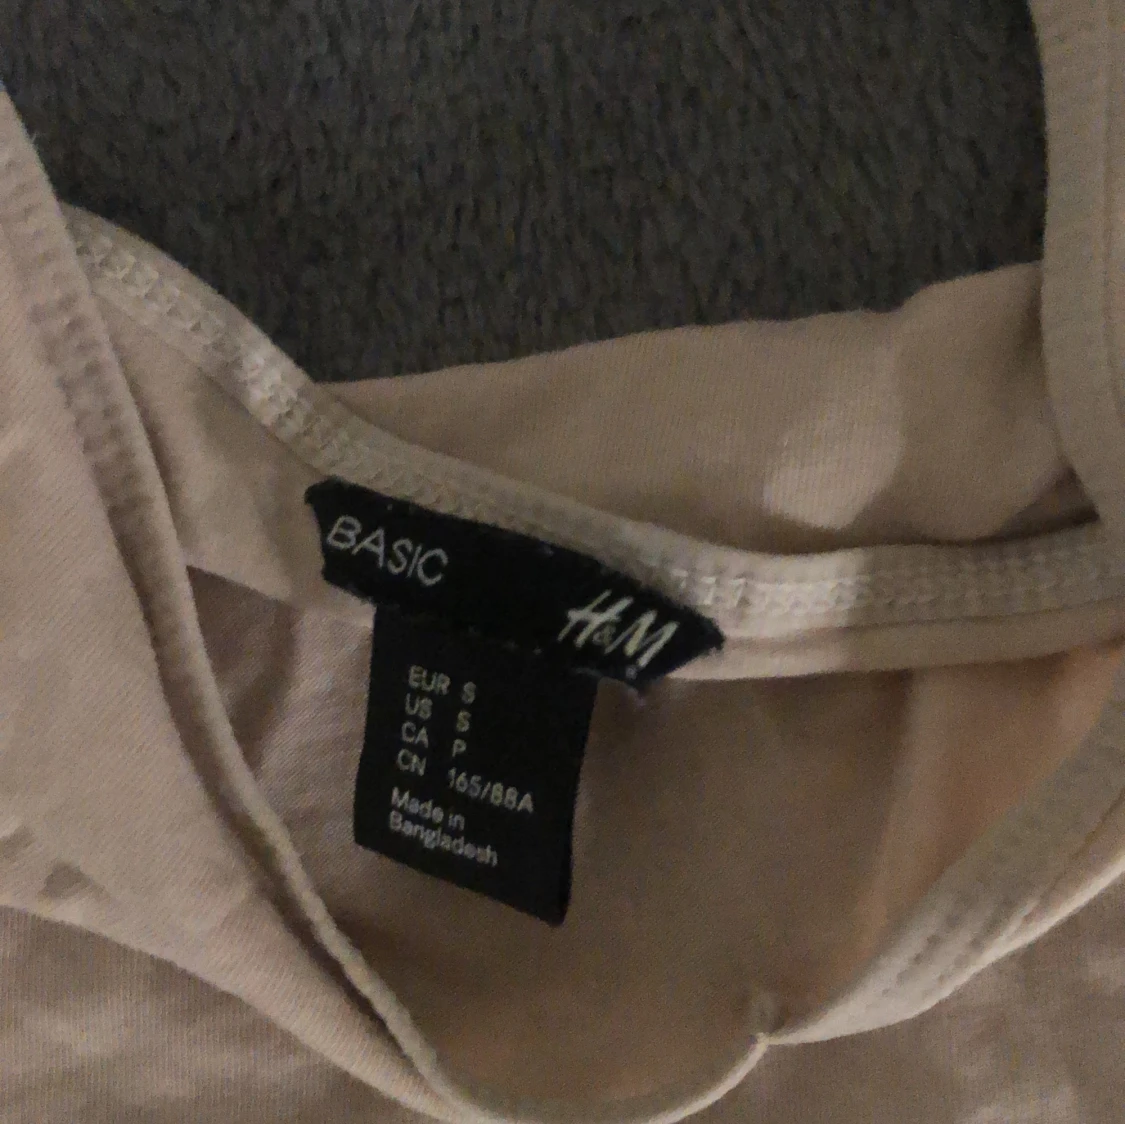 BASIC
H&M
EUR S
US S
CA P
CN 165/88A
Made in
Bangladesh